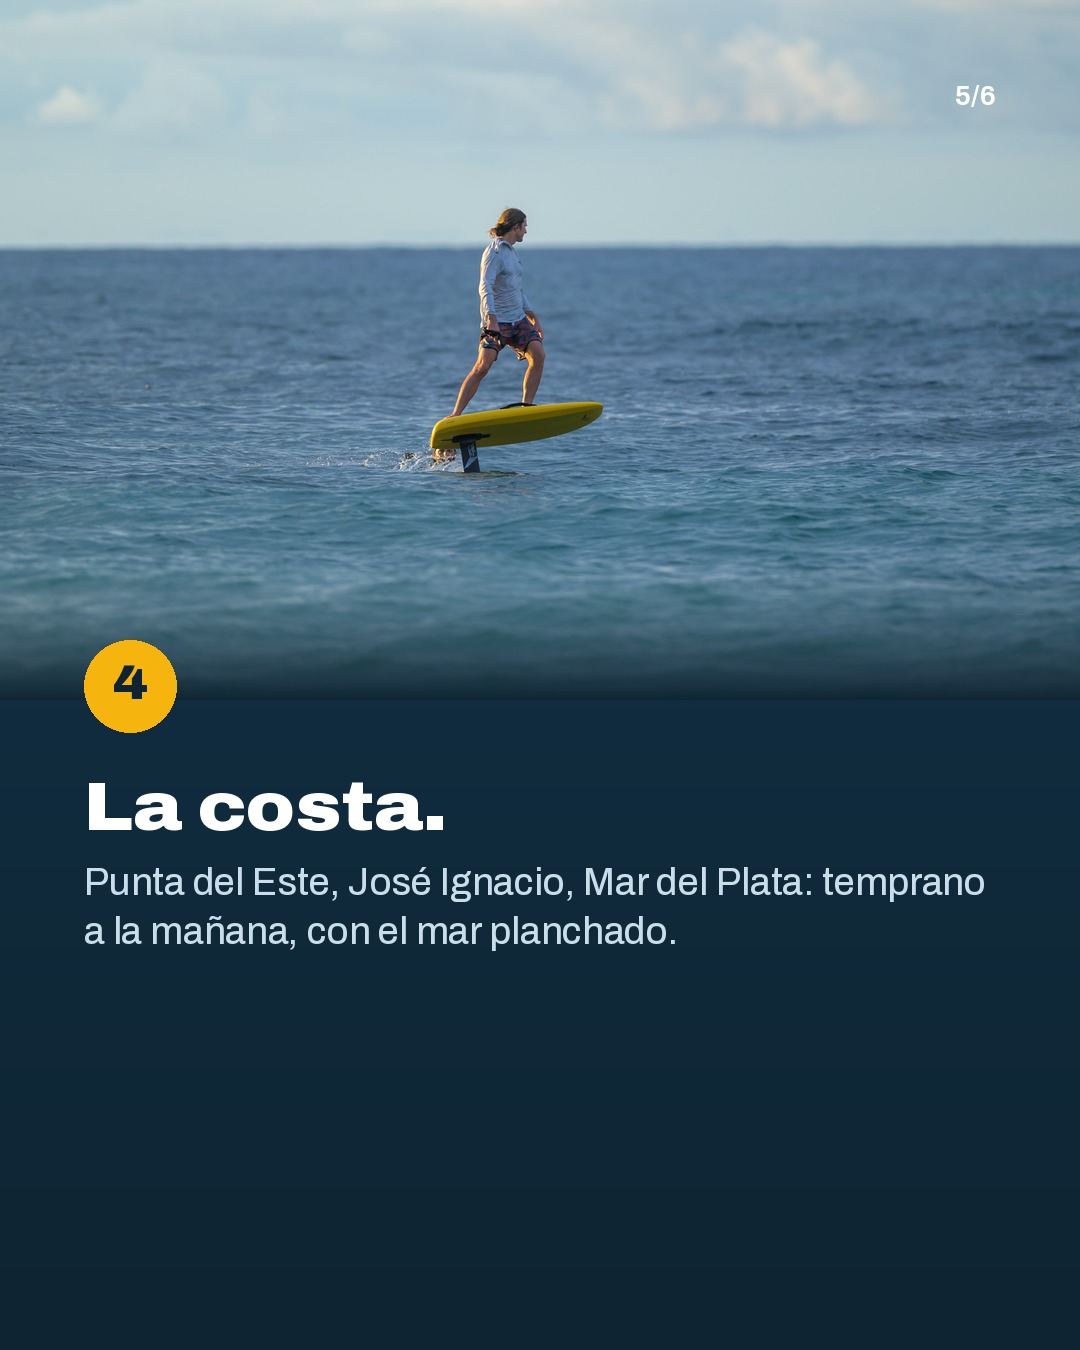 5/6
4
La costa.
Punta del Este, José Ignacio, Mar del Plata: temprano
a la mañana, con el mar planchado.